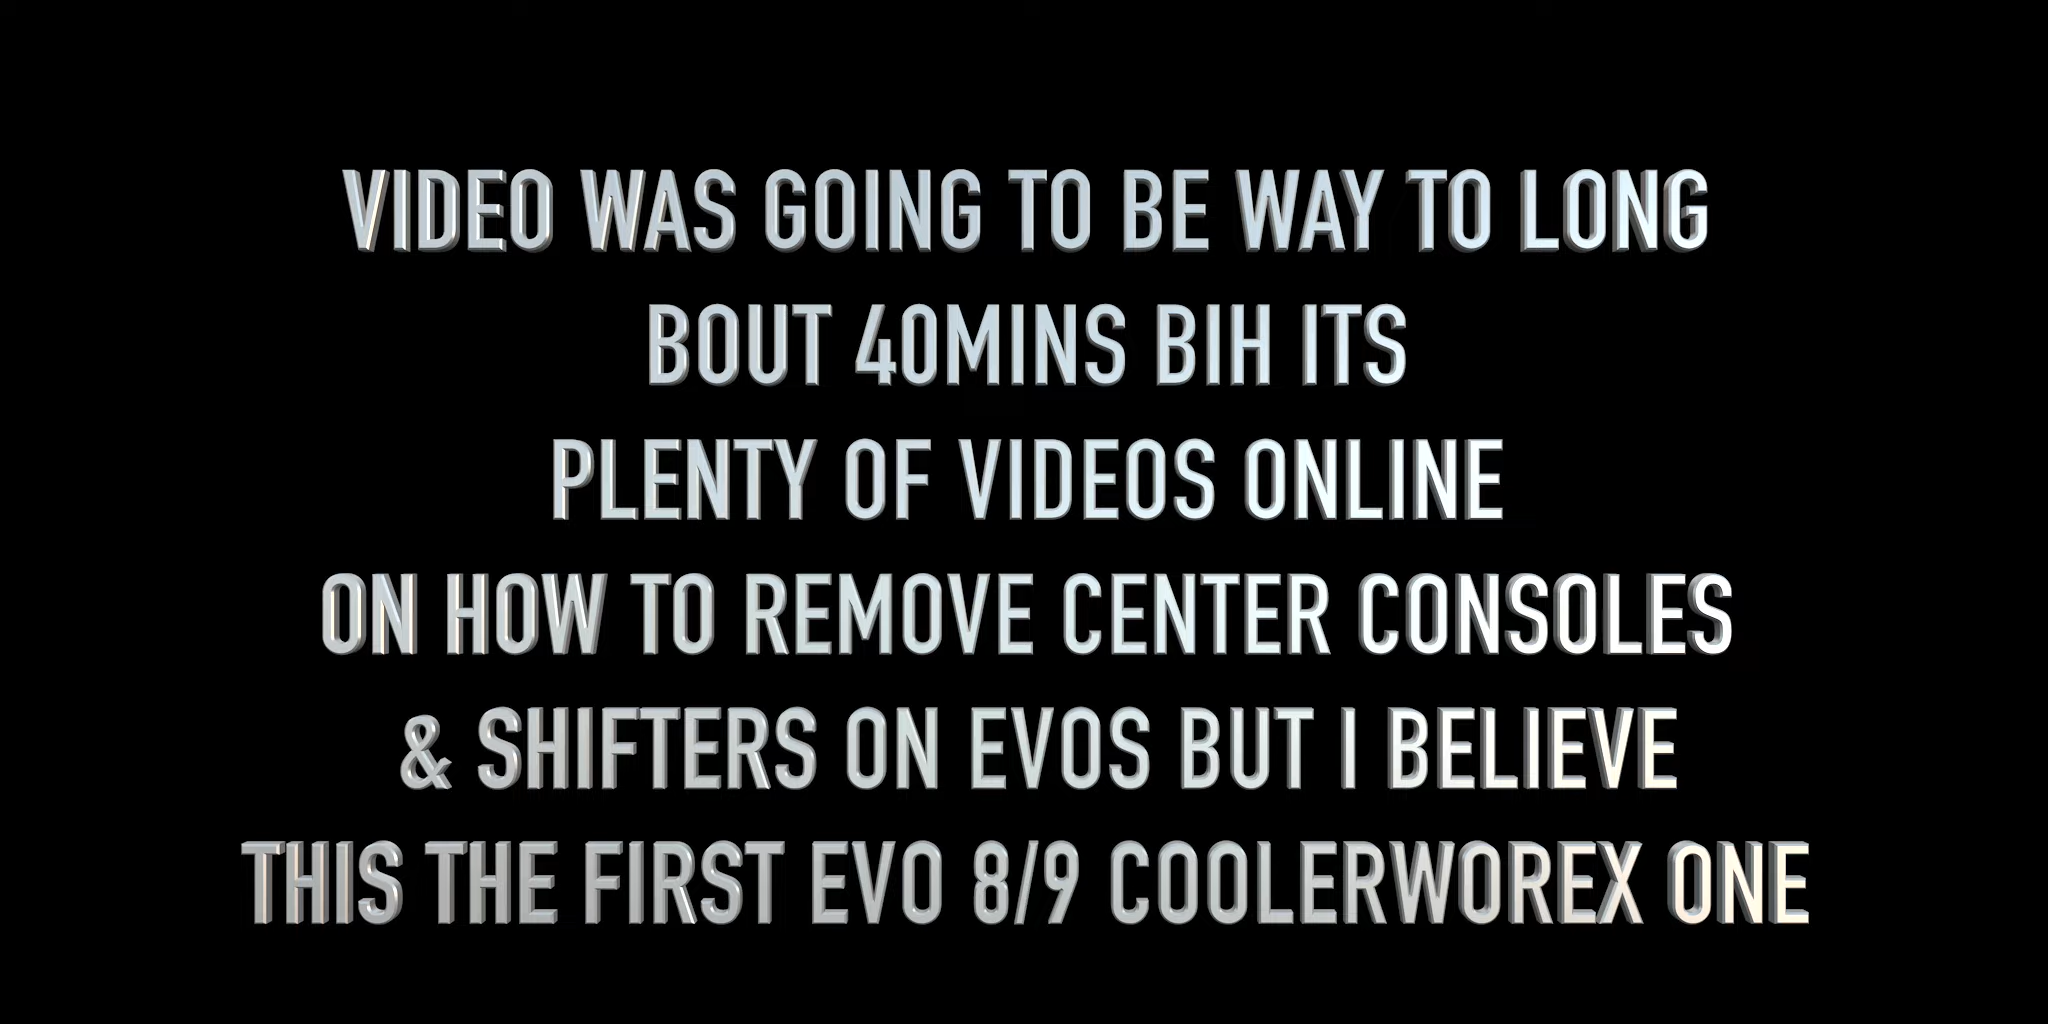 VIDEO WAS GOING TO BE WAY TO LONG
BOUT 40MINS BIH ITS
PLENTY OF VIDEOS ONLINE
ON HOW TO REMOVE CENTER CONSOLES
& SHIFTERS ON EVOS BUT I BELIEVE
THIS THE FIRST EVO 8/9 COOLERWOREX ONE